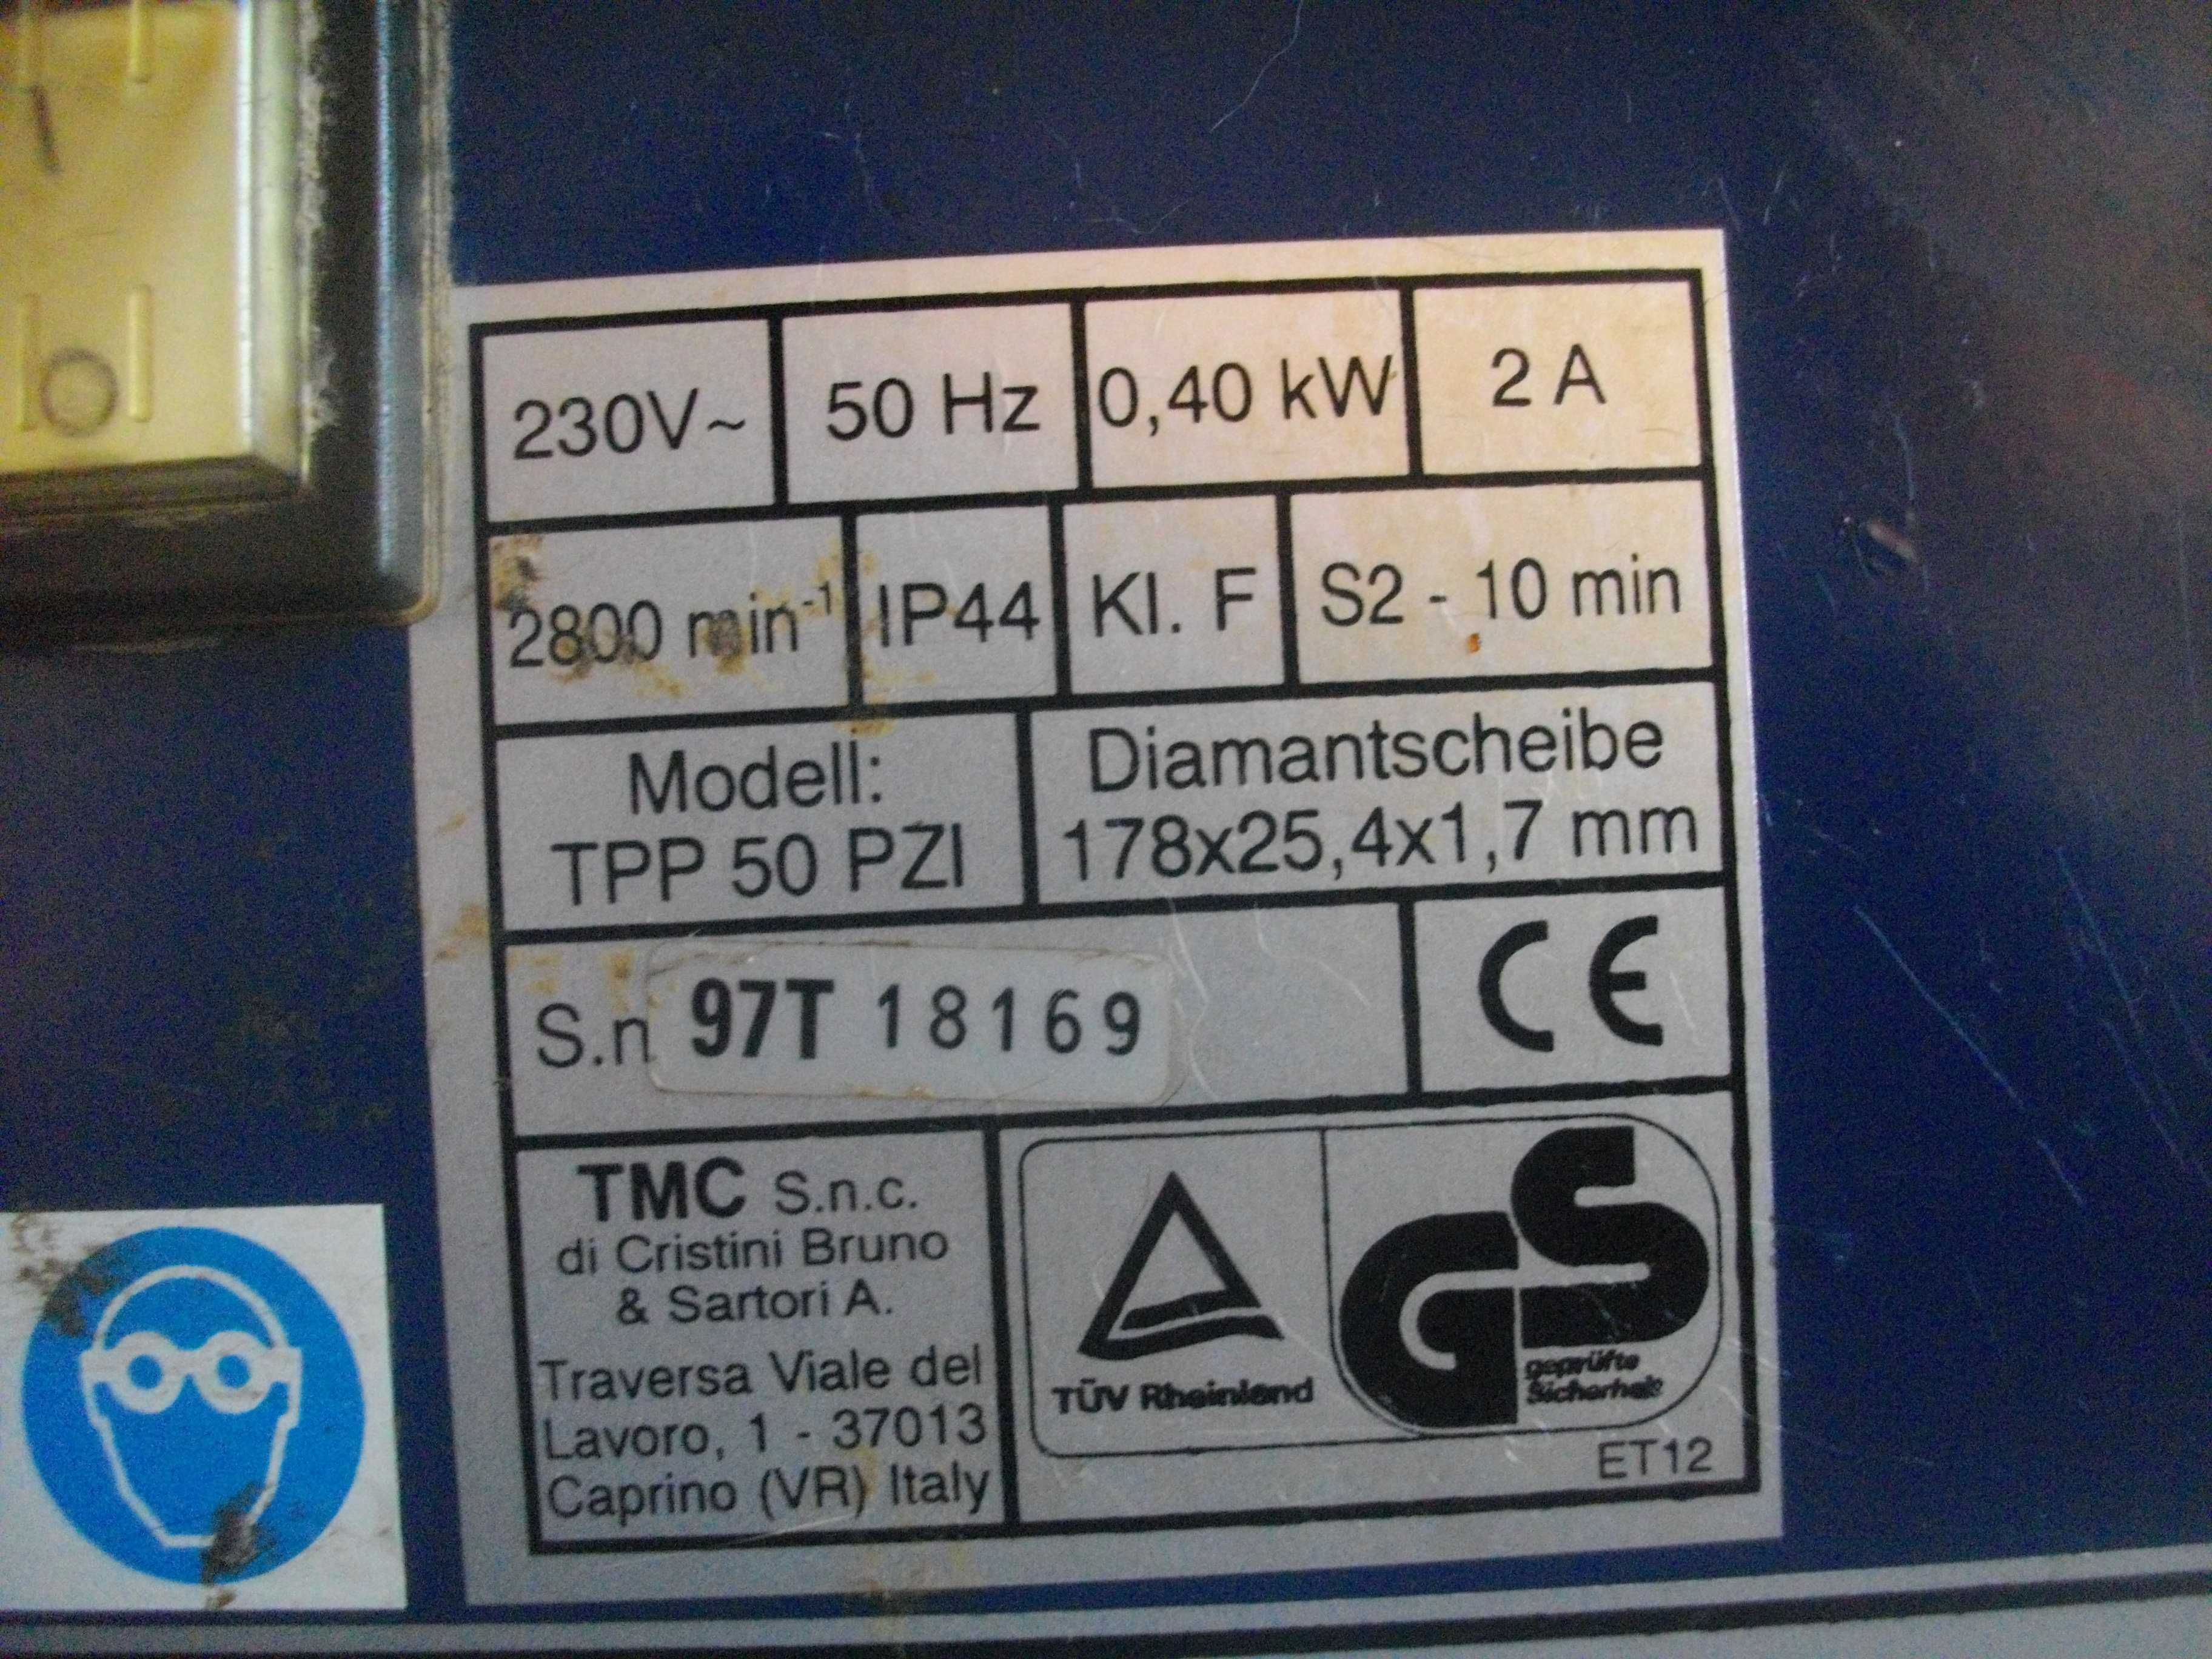 230V~ 50 Hz 0,40 kW 2 A
2800 min⁻¹ IP44 Kl. F S2 - 10 min
Modell:
TPP 50 PZI
Diamantscheibe
178x25,4x1,7 mm
S.n 97T 18169
CE
TMC S.n.c.
di Cristini Bruno
& Sartori A.
Traversa Viale del
Lavoro, 1 - 37013
Caprino (VR) Italy
TÜV Rheinland
GS
geprüfte
Sicherheit
ET12